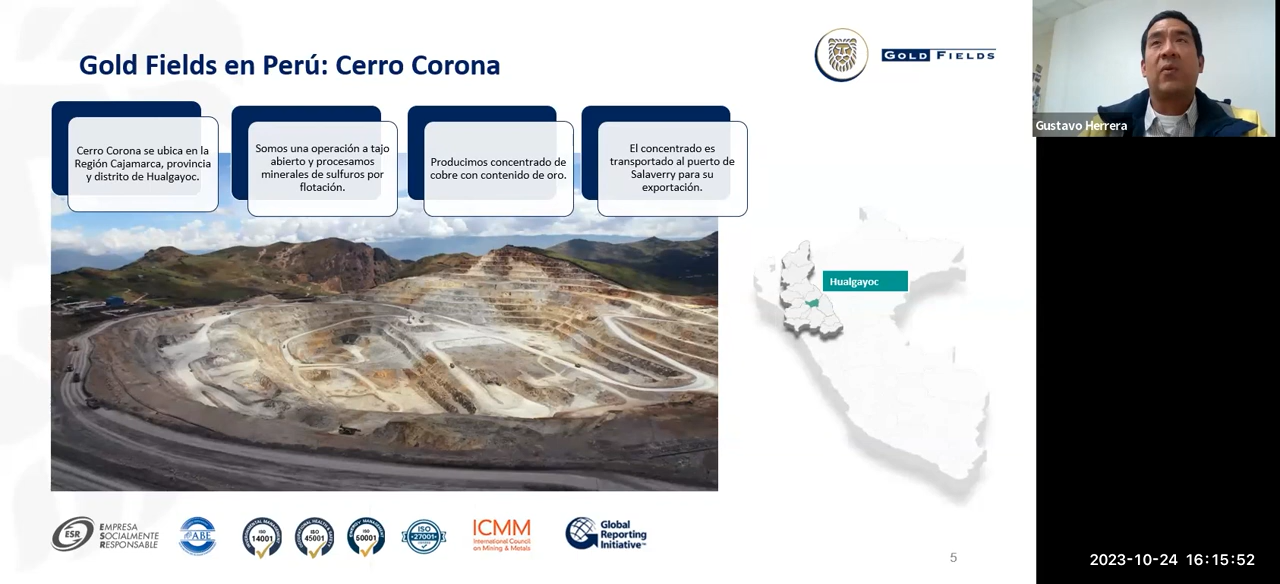 Gold Fields en Perú: Cerro Corona
GOLD FIELDS
Gustavo Herrera
Cerro Corona se ubica en la
Región Cajamarca, provincia
y distrito de Hualgayoc.
Somos una operación a tajo
abierto y procesamos
minerales de sulfuros por
flotación.
Producimos concentrado de
cobre con contenido de oro.
El concentrado es
transportado al puerto de
Salaverry para su
exportación.
Hualgayoc
ESR
EMPRESA
SOCIALMENTE
RESPONSABLE
ABE
ISO
14001
ISO
45001
ISO
50001
ISO
27001
ICMM
International Council
on Mining & Metals
Global
Reporting
Initiative™
5
2023-10-24 16:15:52